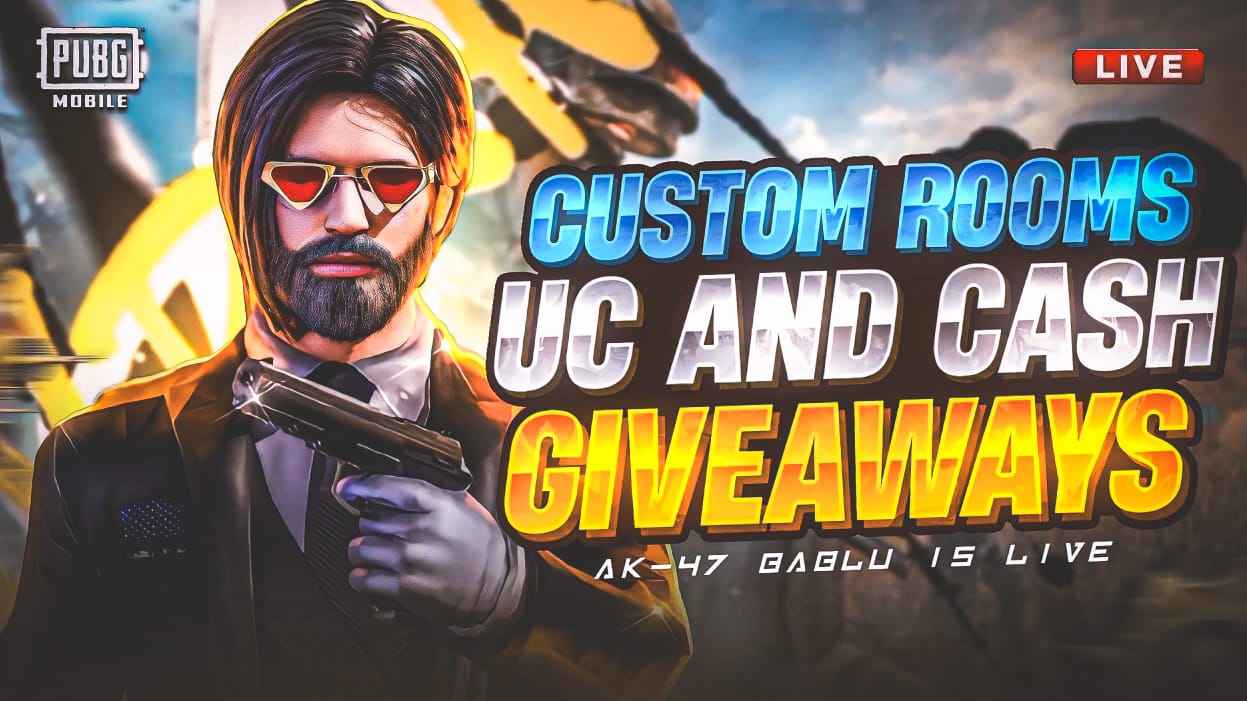 PUBG
MOBILE
LIVE
CUSTOM ROOMS
UC AND CASH
GIVEAWAYS
AK-47 BABLU IS LIVE